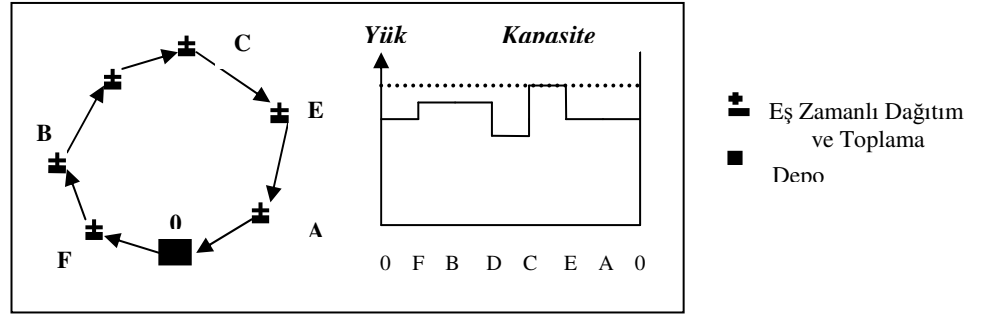 C
E
B
A
F
0
Yük Kapasite
0 F B D C E A 0
Eş Zamanlı Dağıtım
ve Toplama
Depo